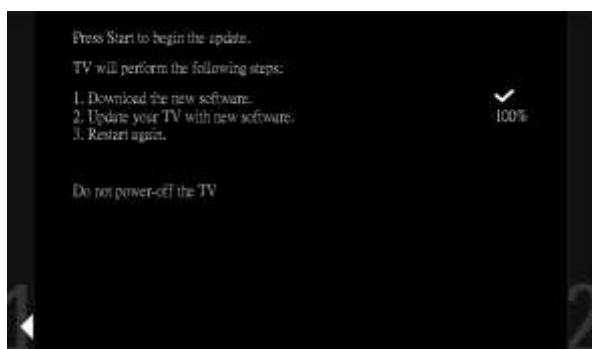 Press Start to begin the update.
TV will perform the following steps:
1. Download the new software. ✔
2. Update your TV with new software. 100%
3. Restart again.
Do not power-off the TV
1 2